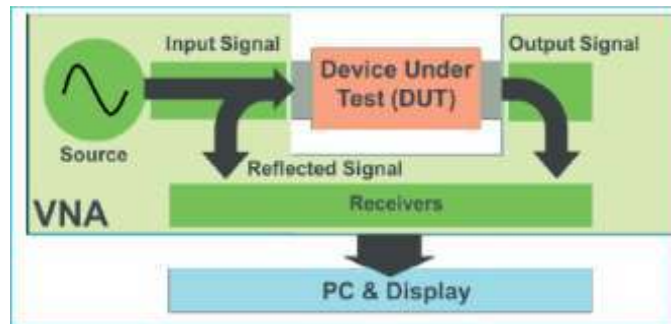 Input Signal
Output Signal
Device Under
Test (DUT)
Source
Reflected Signal
VNA
Receivers
PC & Display